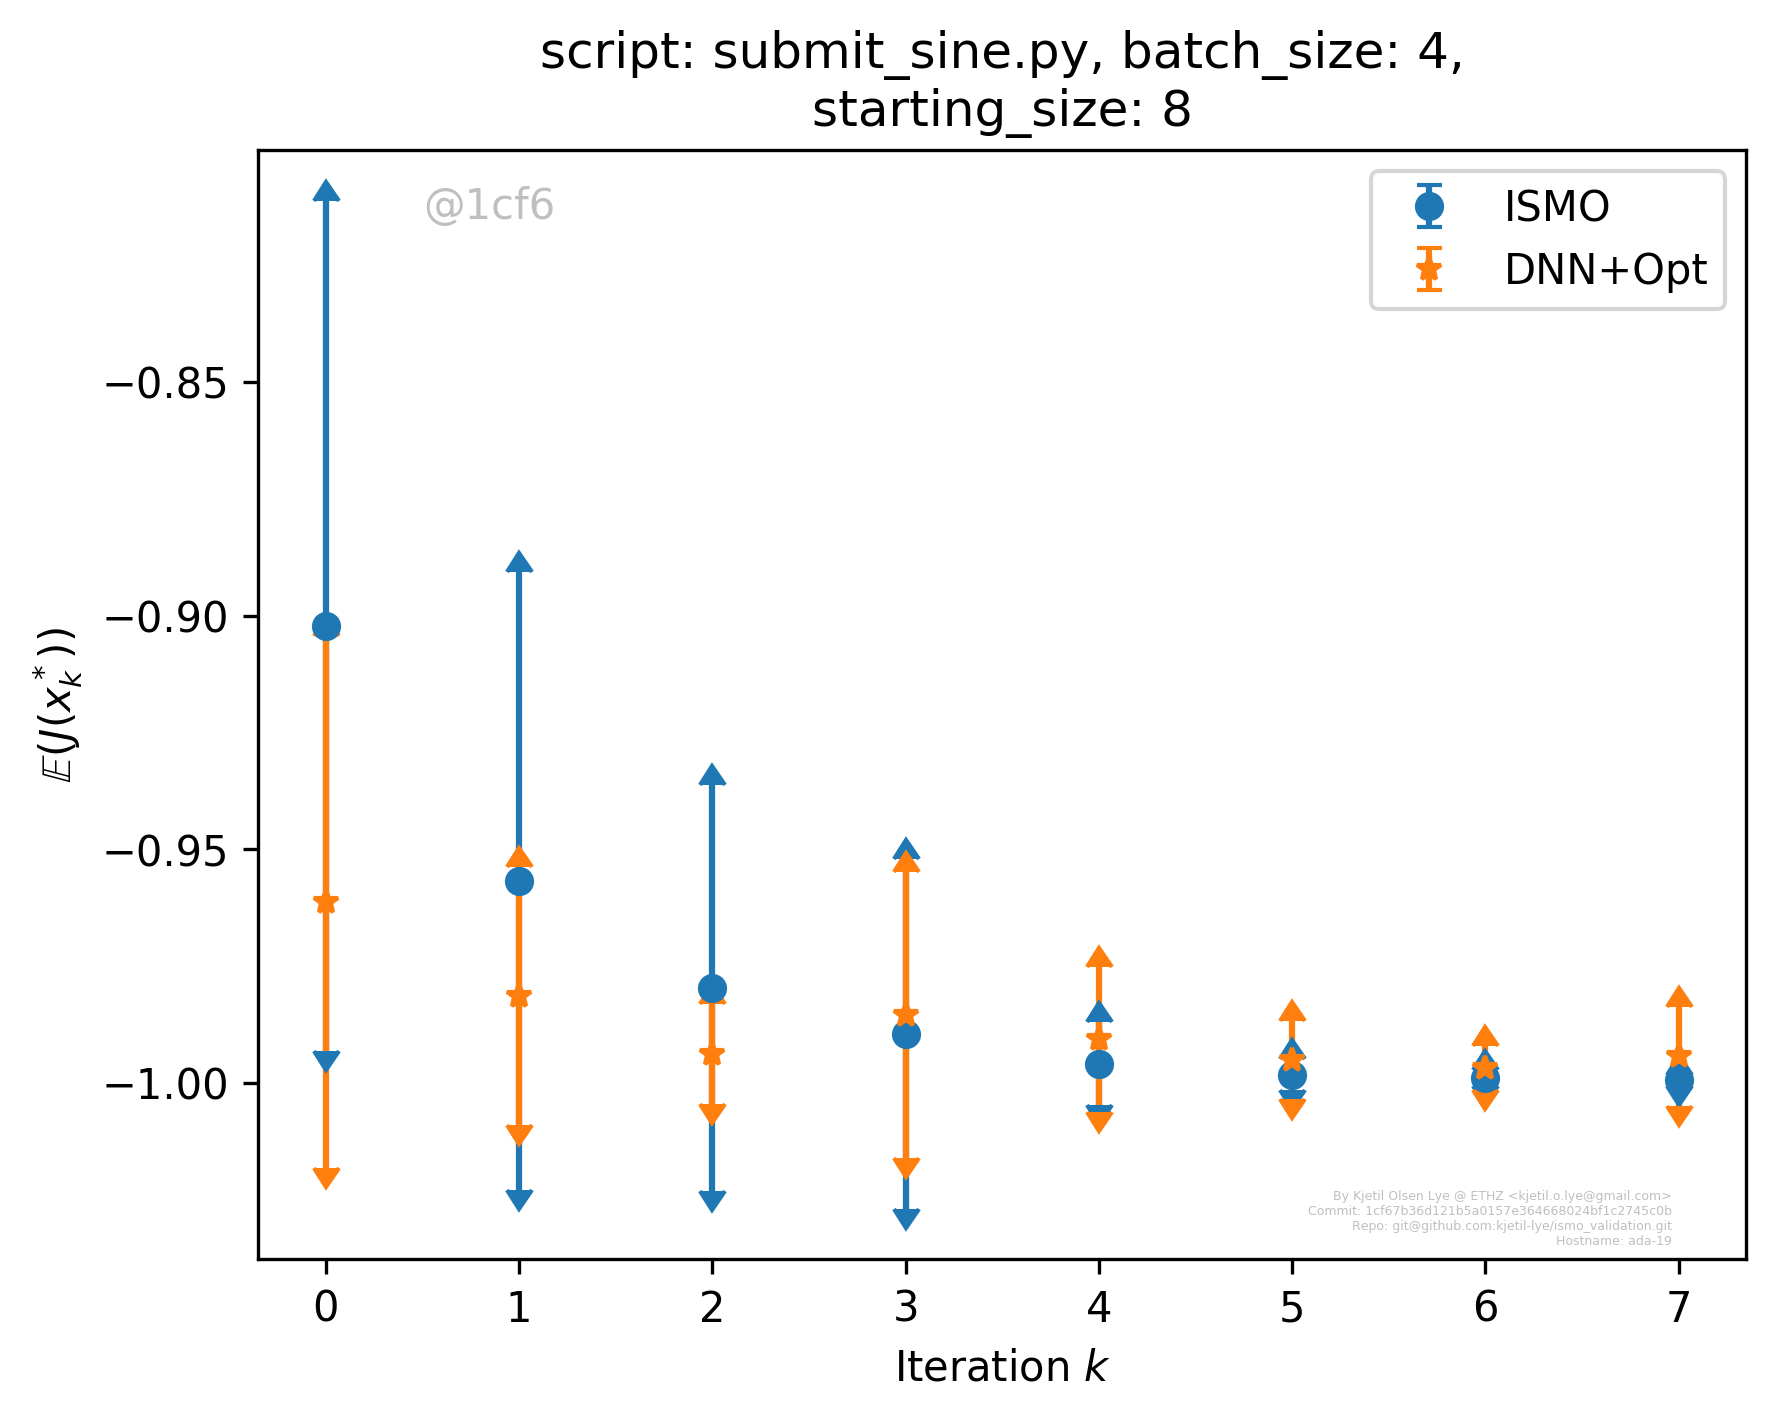 script: submit_sine.py, batch_size: 4,
starting_size: 8
@1cf6
ISMO
DNN+Opt
−0.85
−0.90
−0.95
−1.00
𝔼(J(x_k^*))
0 1 2 3 4 5 6 7
Iteration k
By Kjetil Olsen Lye @ ETHZ <kjetil.o.lye@gmail.com>
Commit: 1cf67b36d121b5a0157e364668024bf1c2745c0b
Repo: git@github.com:kjetil-lye/ismo_validation.git
Hostname: ada-19